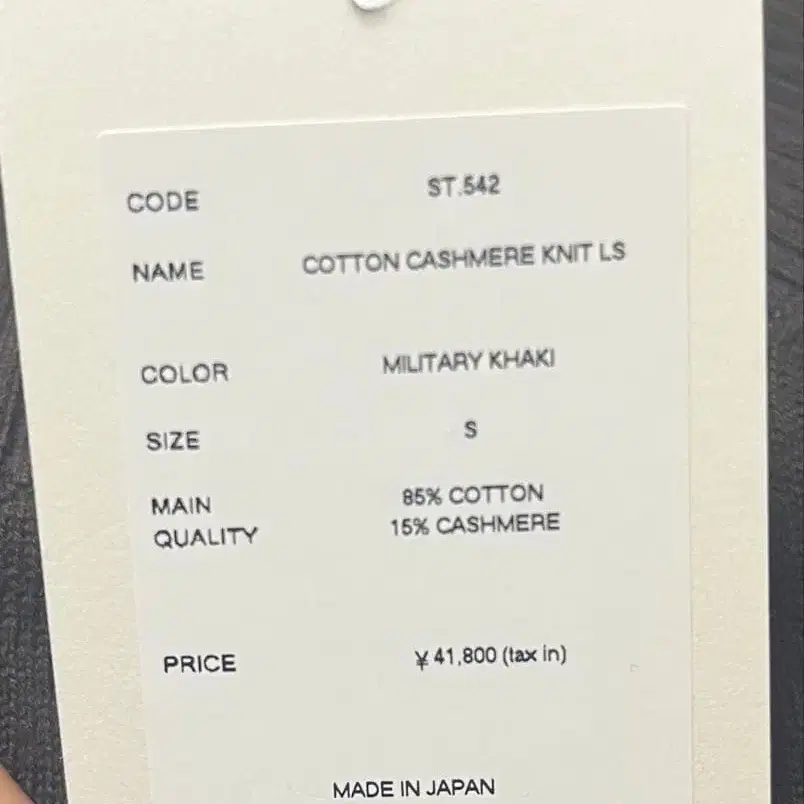 CODE ST.542
NAME COTTON CASHMERE KNIT LS
COLOR MILITARY KHAKI
SIZE S
MAIN 85% COTTON
QUALITY 15% CASHMERE
PRICE ¥41,800 (tax in)
MADE IN JAPAN